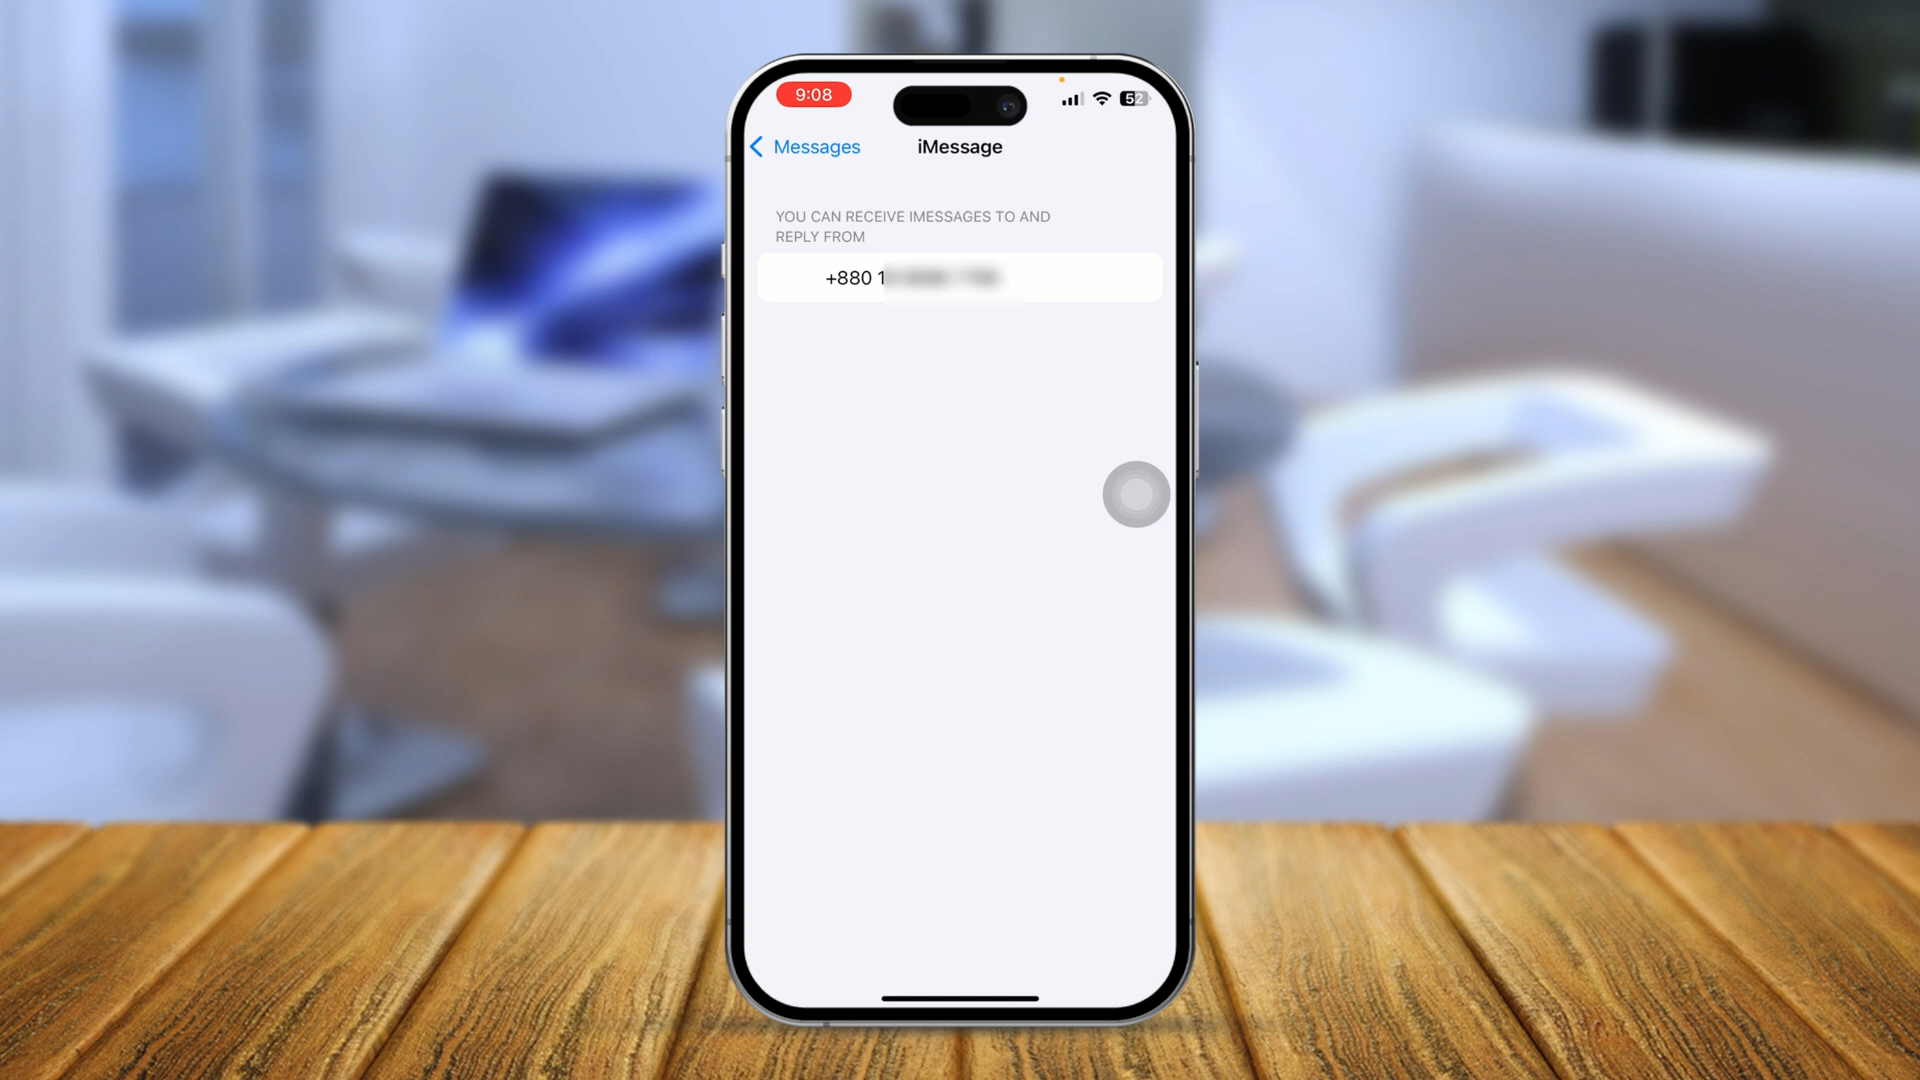 9:08
52
Messages
iMessage
YOU CAN RECEIVE IMESSAGES TO AND
REPLY FROM
+880 1